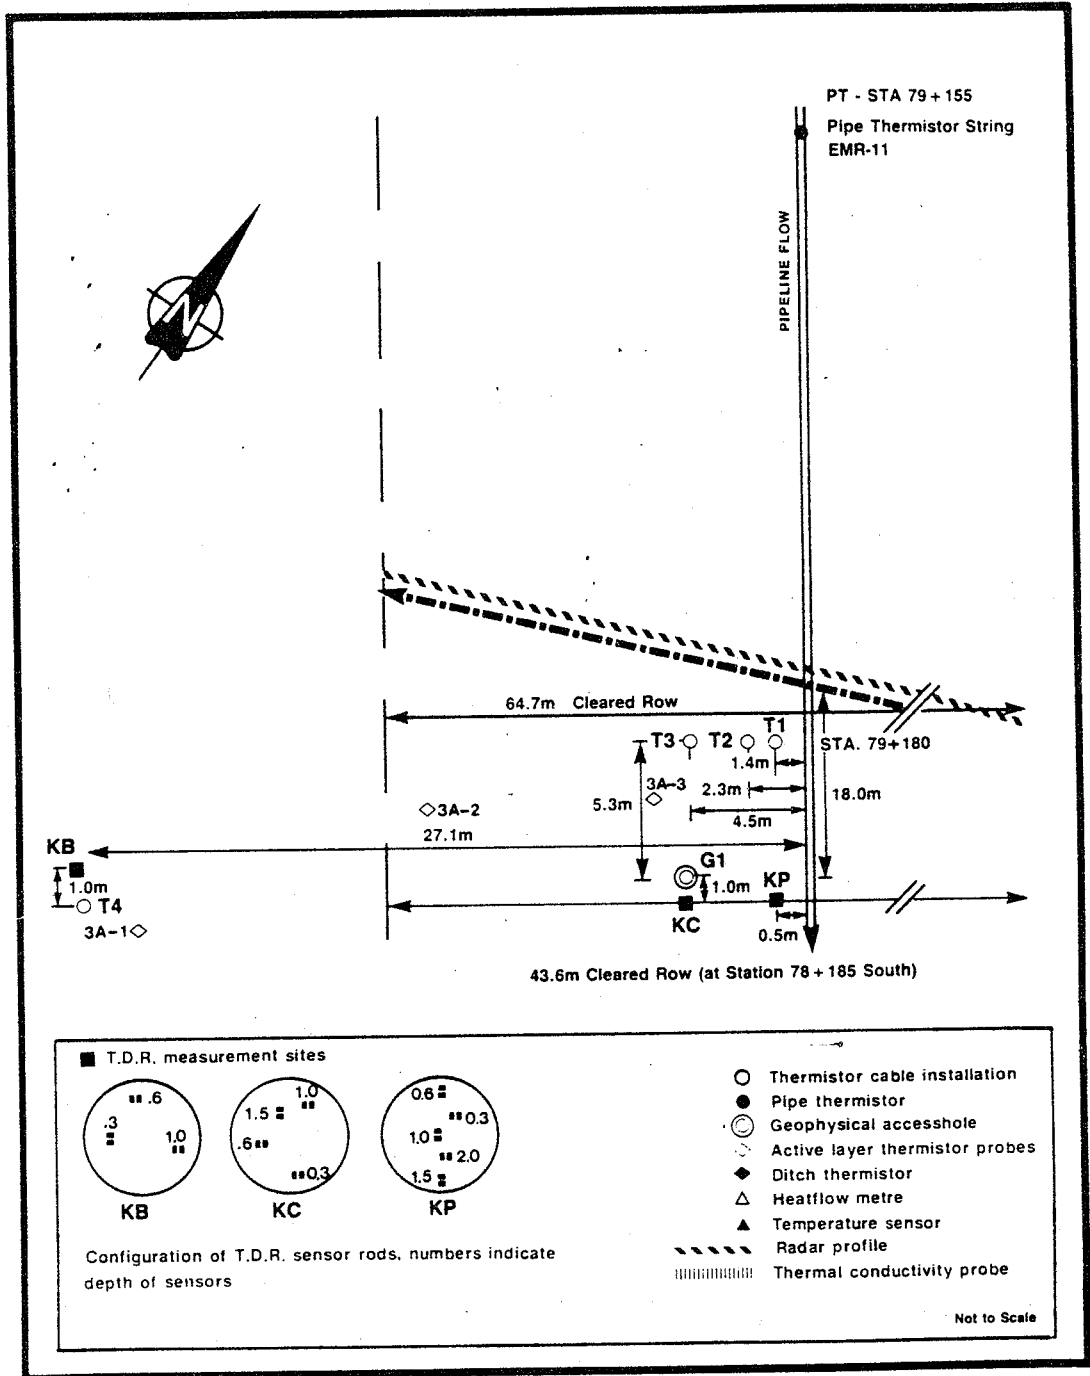 PT - STA 79 + 155
Pipe Thermistor String
EMR-11
PIPELINE FLOW
N
64.7m Cleared Row
T3
T2
T1
STA. 79+180
1.4m
3A-3
2.3m
5.3m
18.0m
3A-2
4.5m
27.1m
KB
G1
1.0m
1.0m
KP
T4
KC
3A-1
0.5m
43.6m Cleared Row (at Station 78 + 185 South)
T.D.R. measurement sites
.6
.3
1.0
KB
1.0
1.5
.6
0.3
KC
0.6
0.3
1.0
2.0
1.5
KP
Configuration of T.D.R. sensor rods, numbers indicate
depth of sensors
Thermistor cable installation
Pipe thermistor
Geophysical accesshole
Active layer thermistor probes
Ditch thermistor
Heatflow metre
Temperature sensor
Radar profile
Thermal conductivity probe
Not to Scale